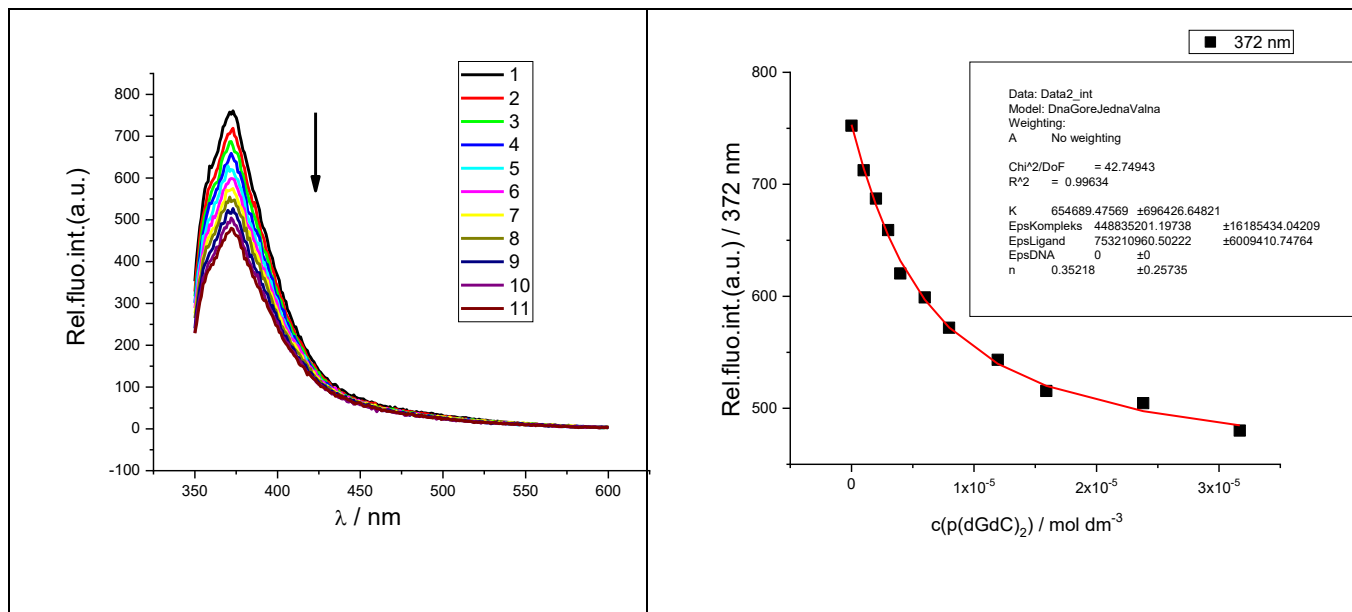 1
2
3
4
5
6
7
8
9
10
11
800
700
600
500
400
300
200
100
0
-100
Rel.fluo.int.(a.u.)
350 400 450 500 550 600
λ / nm
372 nm
Data: Data2_int
Model: DnaGoreJednaValna
Weighting:
A No weighting
Chi^2/DoF = 42.74943
R^2 = 0.99634
K 654689.47569 ±696426.64821
EpsKompleks 448835201.19738 ±16185434.04209
EpsLigand 753210960.50222 ±6009410.74764
EpsDNA 0 ±0
n 0.35218 ±0.25735
800
700
600
500
Rel.fluo.int.(a.u.) / 372 nm
0 1x10⁻⁵ 2x10⁻⁵ 3x10⁻⁵
c(p(dGdC)₂) / mol dm⁻³